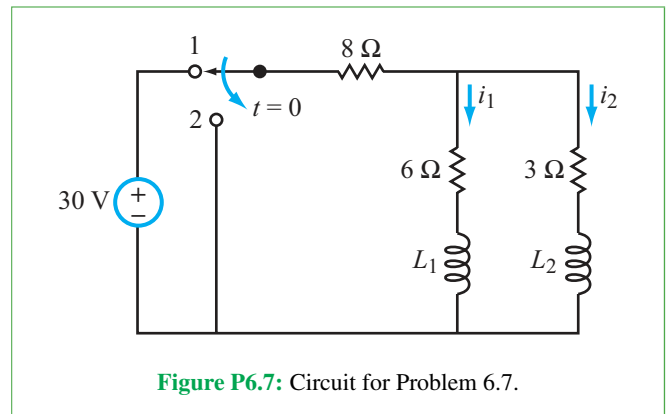 1
8 Ω
i1
i2
t = 0
2
6 Ω
3 Ω
30 V
+
−
L1
L2
Figure P6.7: Circuit for Problem 6.7.